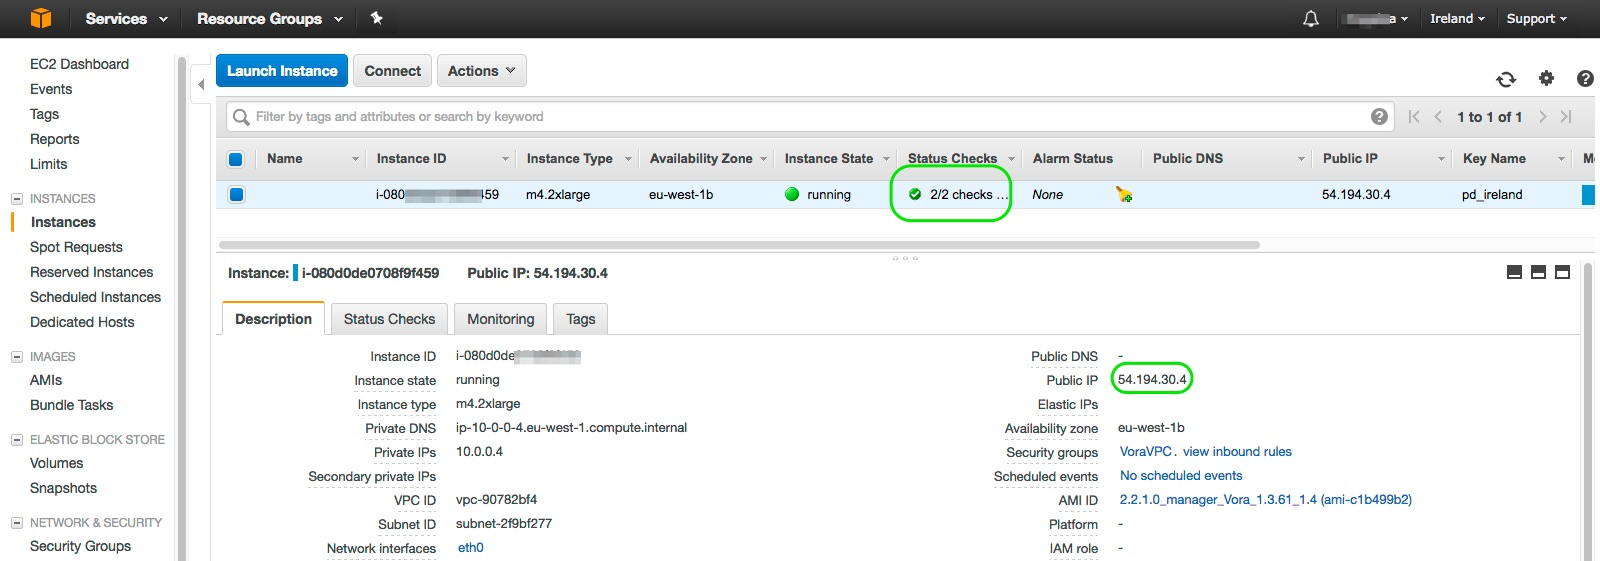 Services Resource Groups Ireland Support
EC2 Dashboard
Events
Tags
Reports
Limits
INSTANCES
Instances
Spot Requests
Reserved Instances
Scheduled Instances
Dedicated Hosts
IMAGES
AMIs
Bundle Tasks
ELASTIC BLOCK STORE
Volumes
Snapshots
NETWORK & SECURITY
Security Groups
Launch Instance Connect Actions
Filter by tags and attributes or search by keyword 1 to 1 of 1
Name Instance ID Instance Type Availability Zone Instance State Status Checks Alarm Status Public DNS Public IP Key Name
i-080 459 m4.2xlarge eu-west-1b running 2/2 checks ... None 54.194.30.4 pd_ireland
Instance: i-080d0de0708f9f459 Public IP: 54.194.30.4
Description Status Checks Monitoring Tags
Instance ID i-080d0de
Instance state running
Instance type m4.2xlarge
Private DNS ip-10-0-0-4.eu-west-1.compute.internal
Private IPs 10.0.0.4
Secondary private IPs
VPC ID vpc-90782bf4
Subnet ID subnet-2f9bf277
Network interfaces eth0
Public DNS -
Public IP 54.194.30.4
Elastic IPs
Availability zone eu-west-1b
Security groups VoraVPC. view inbound rules
Scheduled events No scheduled events
AMI ID 2.2.1.0_manager_Vora_1.3.61_1.4 (ami-c1b499b2)
Platform -
IAM role -